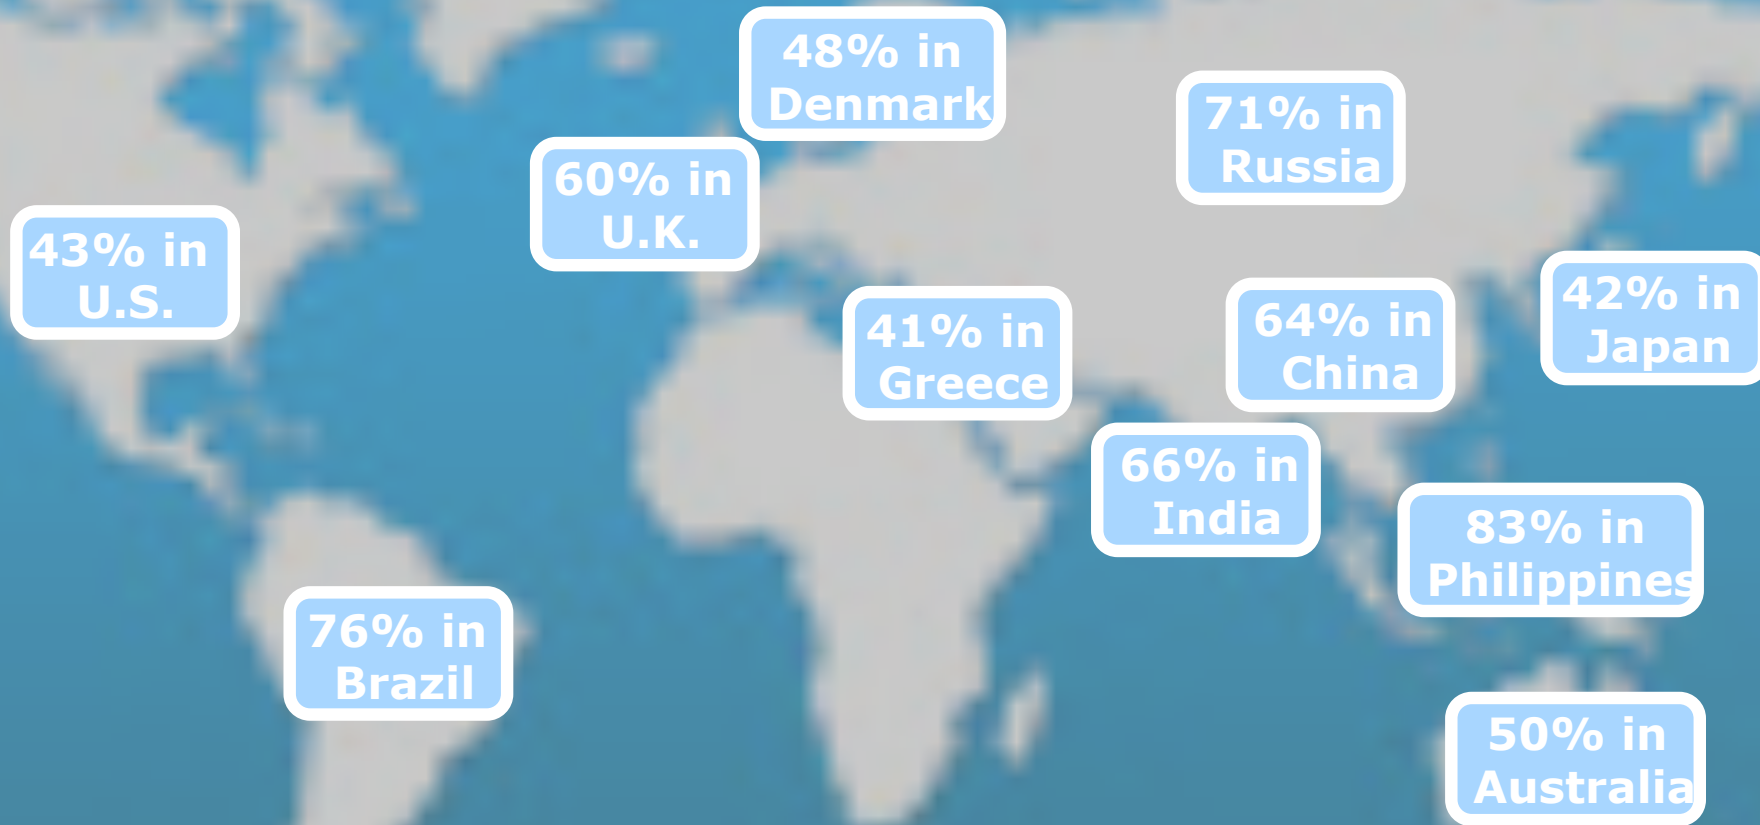 48% in
Denmark
71% in
Russia
60% in
U.K.
43% in
U.S.
42% in
Japan
64% in
China
41% in
Greece
66% in
India
83% in
Philippines
76% in
Brazil
50% in
Australia